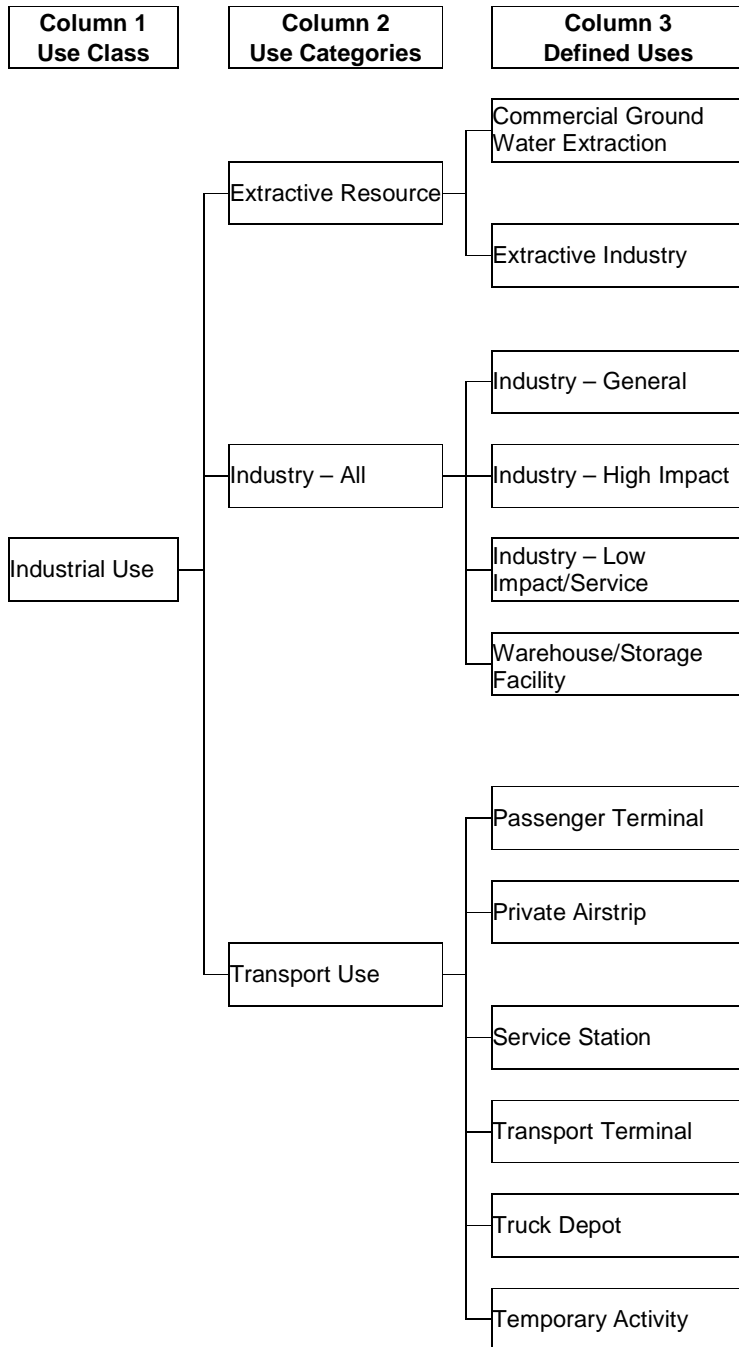 Column 1
Use Class
Column 2
Use Categories
Column 3
Defined Uses
Commercial Ground
Water Extraction
Extractive Resource
Extractive Industry
Industry – General
Industry – All
Industry – High Impact
Industrial Use
Industry – Low
Impact/Service
Warehouse/Storage
Facility
Passenger Terminal
Private Airstrip
Transport Use
Service Station
Transport Terminal
Truck Depot
Temporary Activity